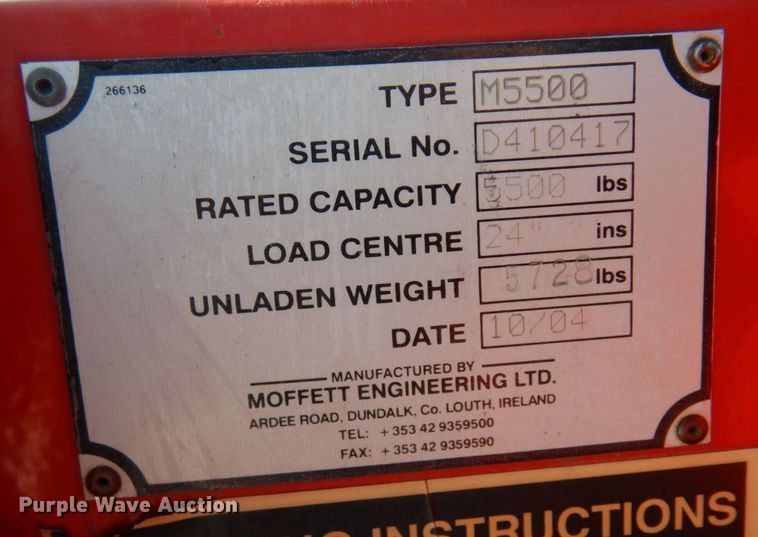 266136
TYPE M5500
SERIAL No. D410417
RATED CAPACITY 5500 lbs
LOAD CENTRE 24" ins
UNLADEN WEIGHT 5728 lbs
DATE 10/04
MANUFACTURED BY
MOFFETT ENGINEERING LTD.
ARDEE ROAD, DUNDALK, Co. LOUTH, IRELAND
TEL: + 353 42 9359500
FAX: + 353 42 9359590
Purple Wave Auction
INSTRUCTIONS